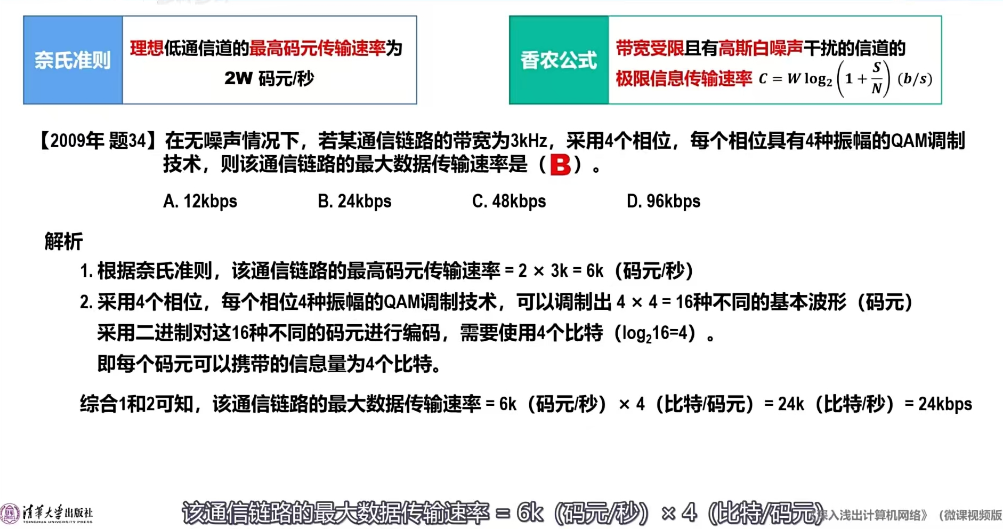 奈氏准则
理想低通信道的最高码元传输速率为
2W 码元/秒
香农公式
带宽受限且有高斯白噪声干扰的信道的
极限信息传输速率 C = W log₂(1 + S/N) (b/s)
【2009年 题34】在无噪声情况下，若某通信链路的带宽为3kHz，采用4个相位，每个相位具有4种振幅的QAM调制
技术，则该通信链路的最大数据传输速率是（B）。
A. 12kbps B. 24kbps C. 48kbps D. 96kbps
解析
1. 根据奈氏准则，该通信链路的最高码元传输速率 = 2 × 3k = 6k（码元/秒）
2. 采用4个相位，每个相位4种振幅的QAM调制技术，可以调制出 4 × 4 = 16种不同的基本波形（码元）
采用二进制对这16种不同的码元进行编码，需要使用4个比特（log₂16=4）。
即每个码元可以携带的信息量为4个比特。
综合1和2可知，该通信链路的最大数据传输速率 = 6k（码元/秒）× 4（比特/码元）= 24k（比特/秒）= 24kbps
清华大学出版社
TSINGHUA UNIVERSITY PRESS
该通信链路的最大数据传输速率 = 6k（码元/秒）× 4（比特/码元）
入浅出计算机网络》（微课视频版